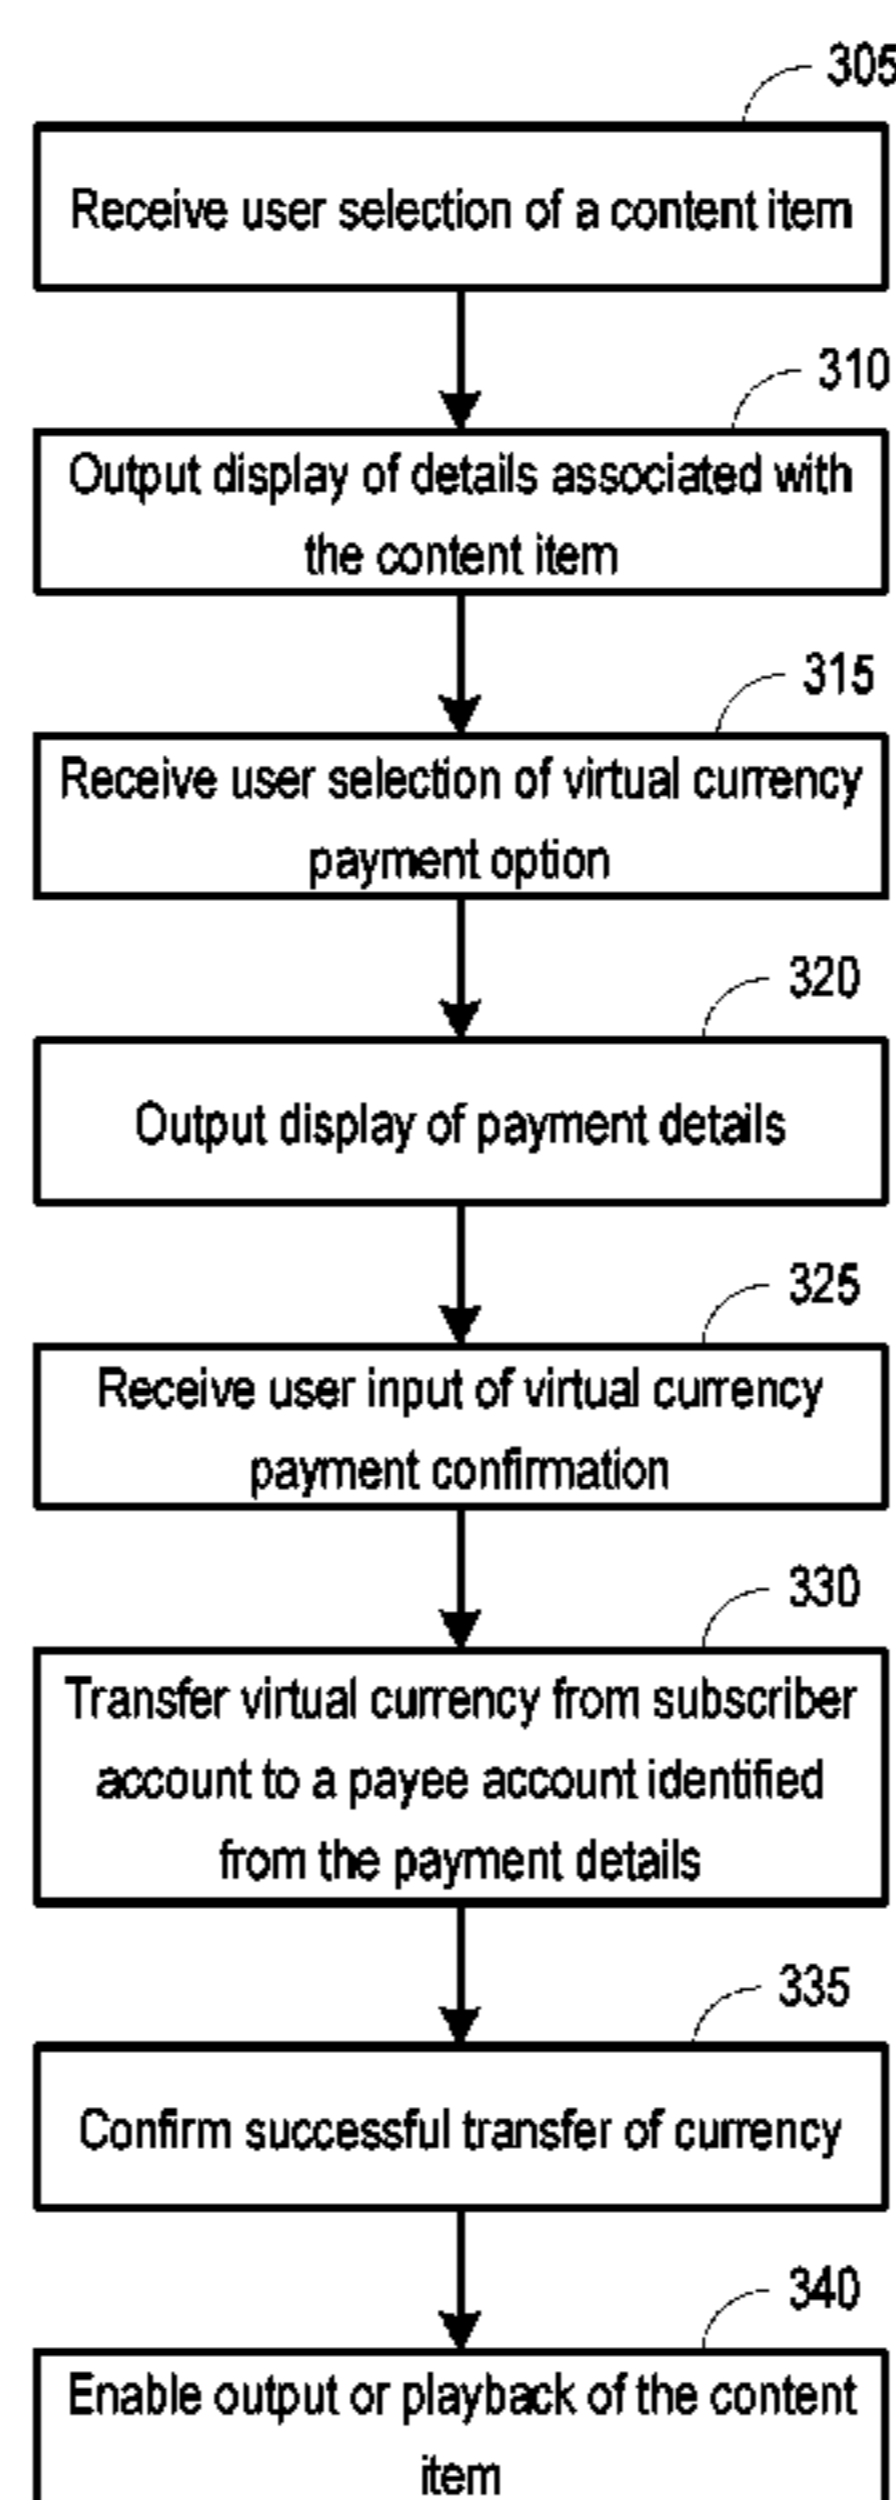 305
Receive user selection of a content item
310
Output display of details associated with
the content item
315
Receive user selection of virtual currency
payment option
320
Output display of payment details
325
Receive user input of virtual currency
payment confirmation
330
Transfer virtual currency from subscriber
account to a payee account identified
from the payment details
335
Confirm successful transfer of currency
340
Enable output or playback of the content
item